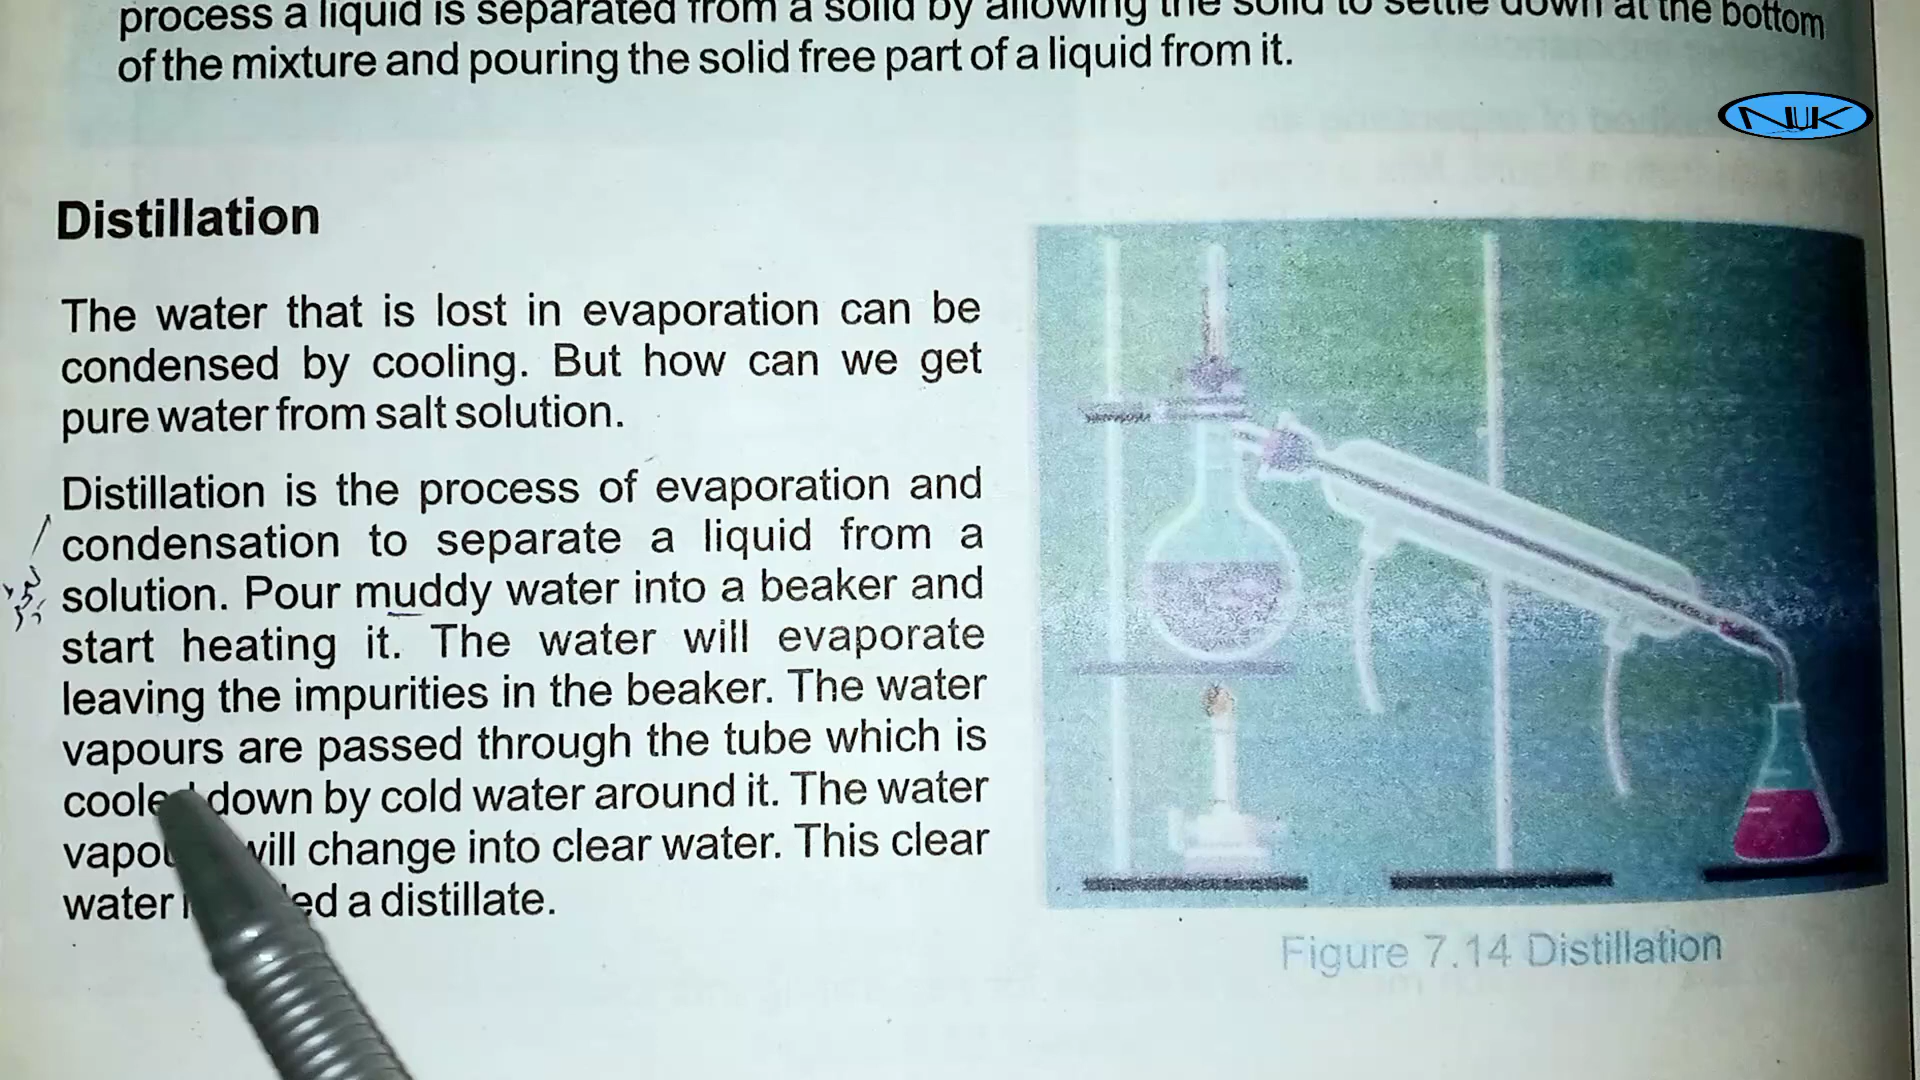 process a liquid is separated from a solid by allowing the solid to settle down at the bottom
of the mixture and pouring the solid free part of a liquid from it.
NUK
Distillation
The water that is lost in evaporation can be
condensed by cooling. But how can we get
pure water from salt solution.
Distillation is the process of evaporation and
condensation to separate a liquid from a
solution. Pour muddy water into a beaker and
start heating it. The water will evaporate
leaving the impurities in the beaker. The water
vapours are passed through the tube which is
cooled down by cold water around it. The water
will change into clear water. This clear
water a distillate.
Figure 7.14 Distillation